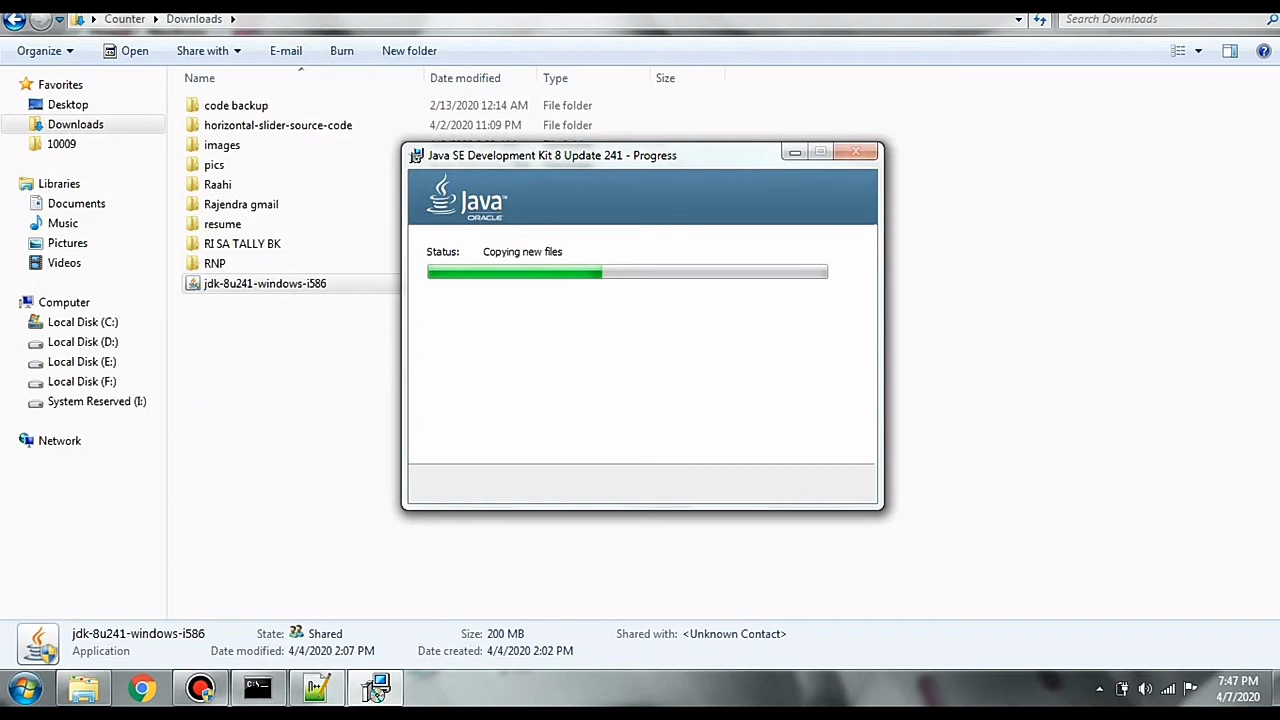 Counter
Downloads
Search Downloads
Organize
Open
Share with
E-mail
Burn
New folder
Name
Date modified
Type
Size
Favorites
Desktop
Downloads
10009
Libraries
Documents
Music
Pictures
Videos
Computer
Local Disk (C:)
Local Disk (D:)
Local Disk (E:)
Local Disk (F:)
System Reserved (I:)
Network
code backup 2/13/2020 12:14 AM File folder
horizontal-slider-source-code 4/2/2020 11:09 PM File folder
images
pics
Raahi
Rajendra gmail
resume
RI SA TALLY BK
RNP
jdk-8u241-windows-i586
Java SE Development Kit 8 Update 241 - Progress
Java™
ORACLE
Status: Copying new files
jdk-8u241-windows-i586 State: Shared Size: 200 MB Shared with: <Unknown Contact>
Application Date modified: 4/4/2020 2:07 PM Date created: 4/4/2020 2:02 PM
7:47 PM
4/7/2020